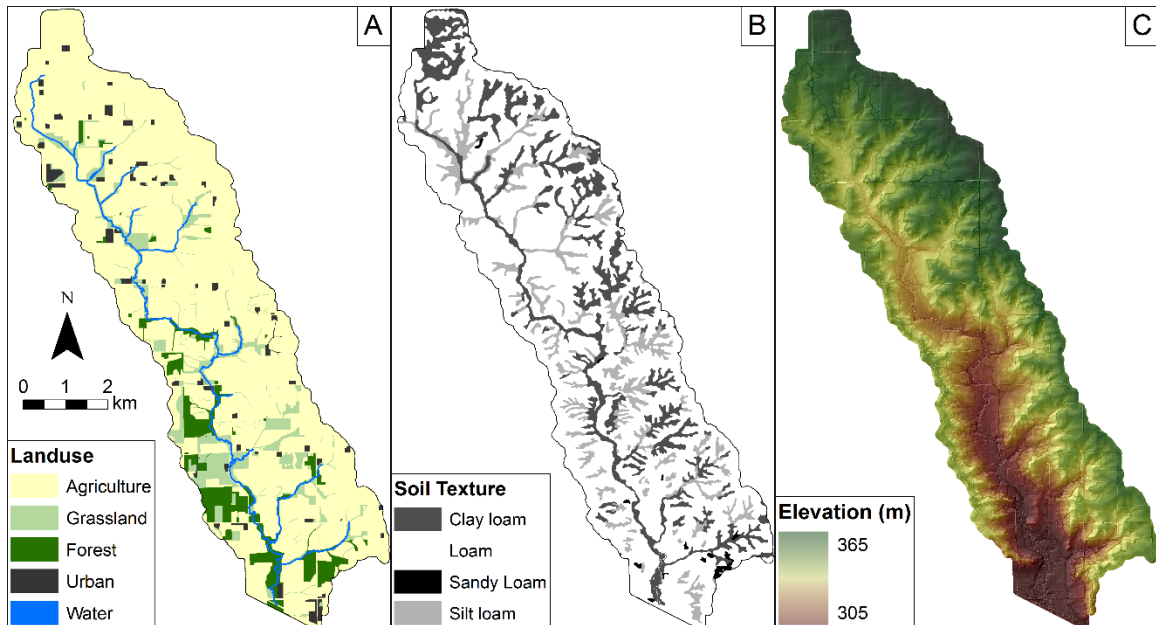 A
N
0 1 2
km
Landuse
Agriculture
Grassland
Forest
Urban
Water
B
Soil Texture
Clay loam
Loam
Sandy Loam
Silt loam
C
Elevation (m)
365
305